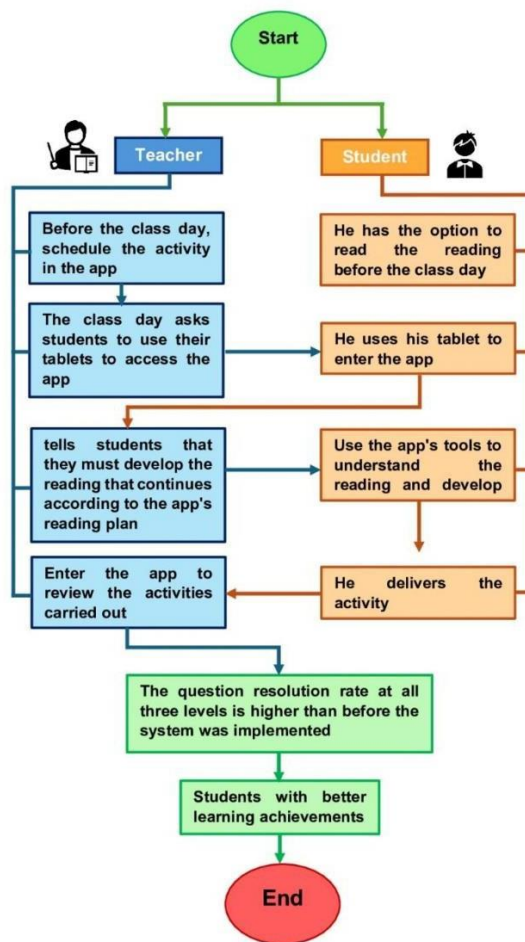 Start
Teacher
Student
Before the class day,
schedule the activity
in the app
He has the option to
read the reading
before the class day
The class day asks
students to use their
tablets to access the
app
He uses his tablet to
enter the app
tells students that
they must develop the
reading that continues
according to the app's
reading plan
Use the app's tools to
understand the
reading and develop
Enter the app to
review the activities
carried out
He delivers the
activity
The question resolution rate at all
three levels is higher than before the
system was implemented
Students with better
learning achievements
End